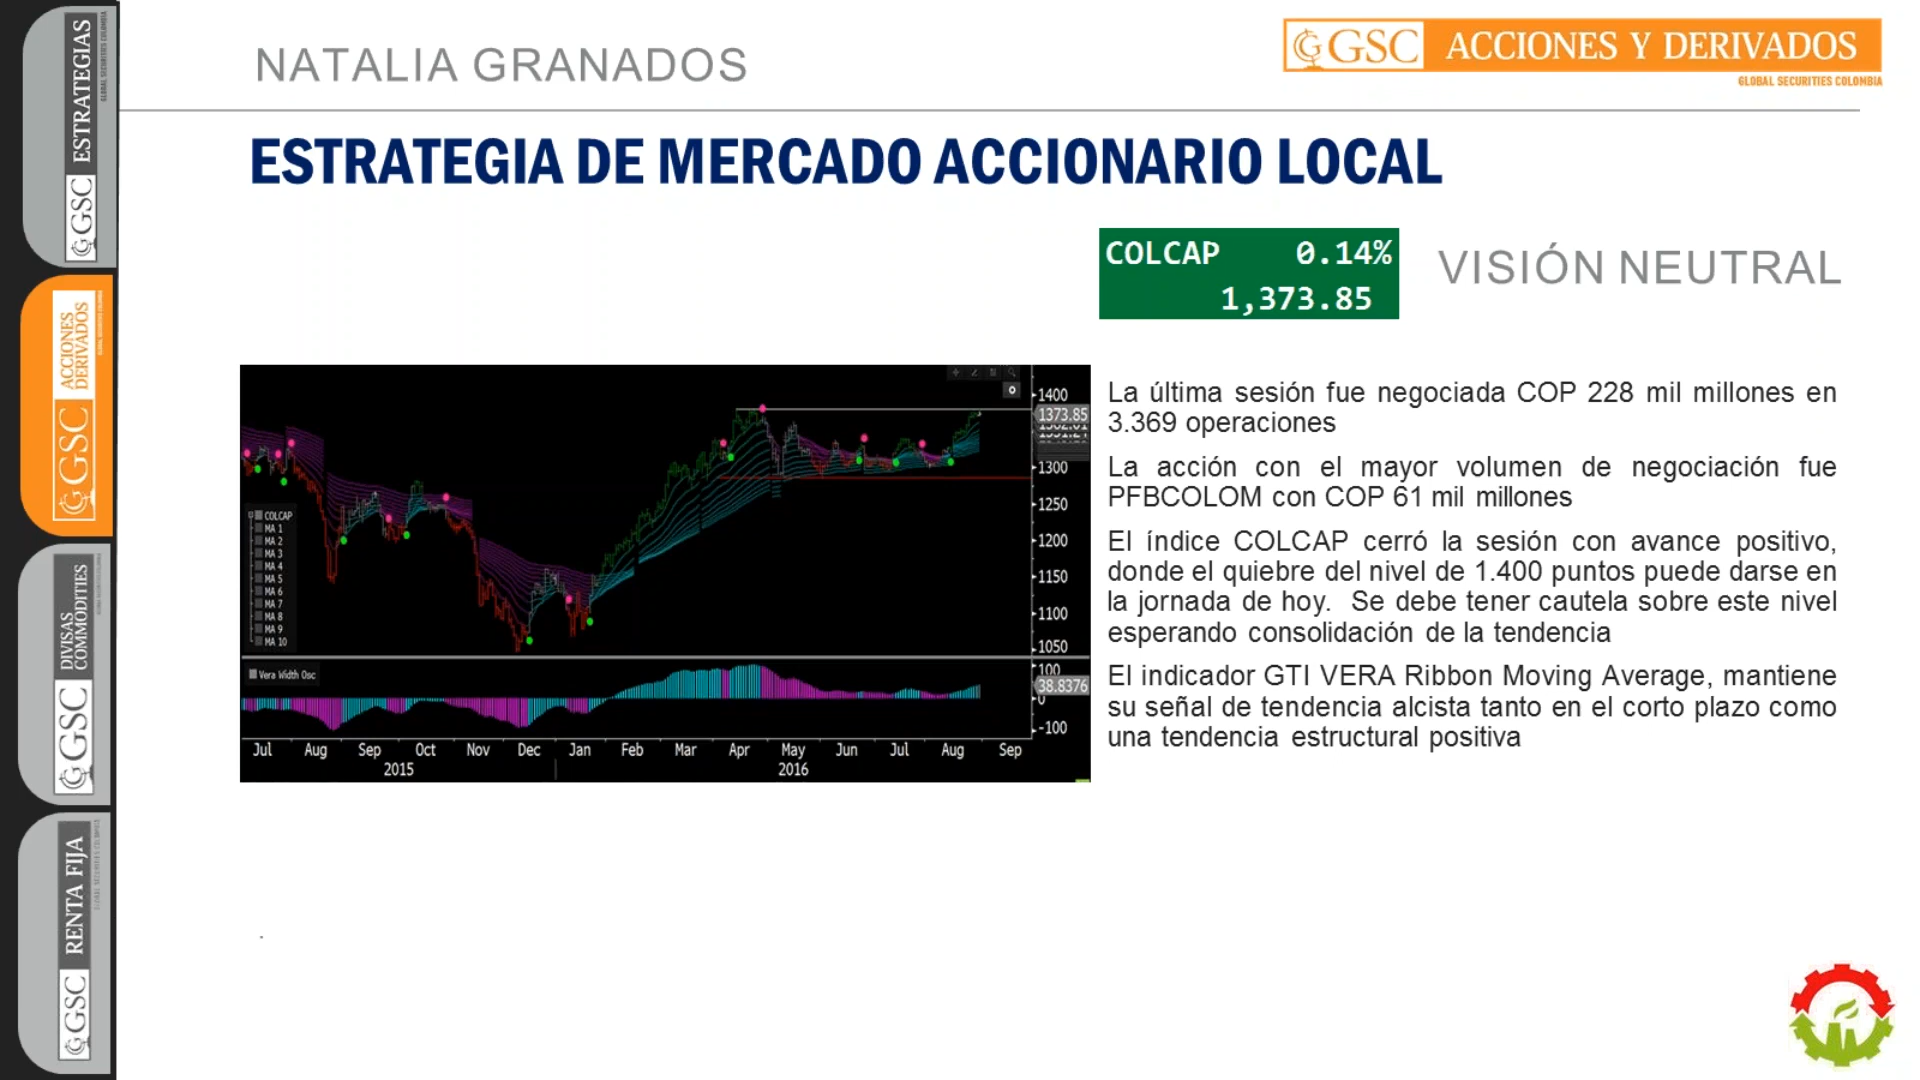 GSC ESTRATEGIAS
GLOBAL SECURITIES COLOMBIA
GSC ACCIONES
DERIVADOS
GSC DIVISAS
COMMODITIES
GSC RENTA FIJA
NATALIA GRANADOS
GSC ACCIONES Y DERIVADOS
GLOBAL SECURITIES COLOMBIA
ESTRATEGIA DE MERCADO ACCIONARIO LOCAL
COLCAP 0.14%
1,373.85
VISIÓN NEUTRAL
1400
1373.85
1300
1250
1200
1150
1100
1050
COLCAP
MA 1
MA 2
MA 3
MA 4
MA 5
MA 6
MA 7
MA 8
MA 9
MA 10
Vera Width Osc
100
38.8376
0
-100
Jul Aug Sep Oct Nov Dec Jan Feb Mar Apr May Jun Jul Aug Sep
2015 2016
La última sesión fue negociada COP 228 mil millones en
3.369 operaciones
La acción con el mayor volumen de negociación fue
PFBCOLOM con COP 61 mil millones
El índice COLCAP cerró la sesión con avance positivo,
donde el quiebre del nivel de 1.400 puntos puede darse en
la jornada de hoy. Se debe tener cautela sobre este nivel
esperando consolidación de la tendencia
El indicador GTI VERA Ribbon Moving Average, mantiene
su señal de tendencia alcista tanto en el corto plazo como
una tendencia estructural positiva
.